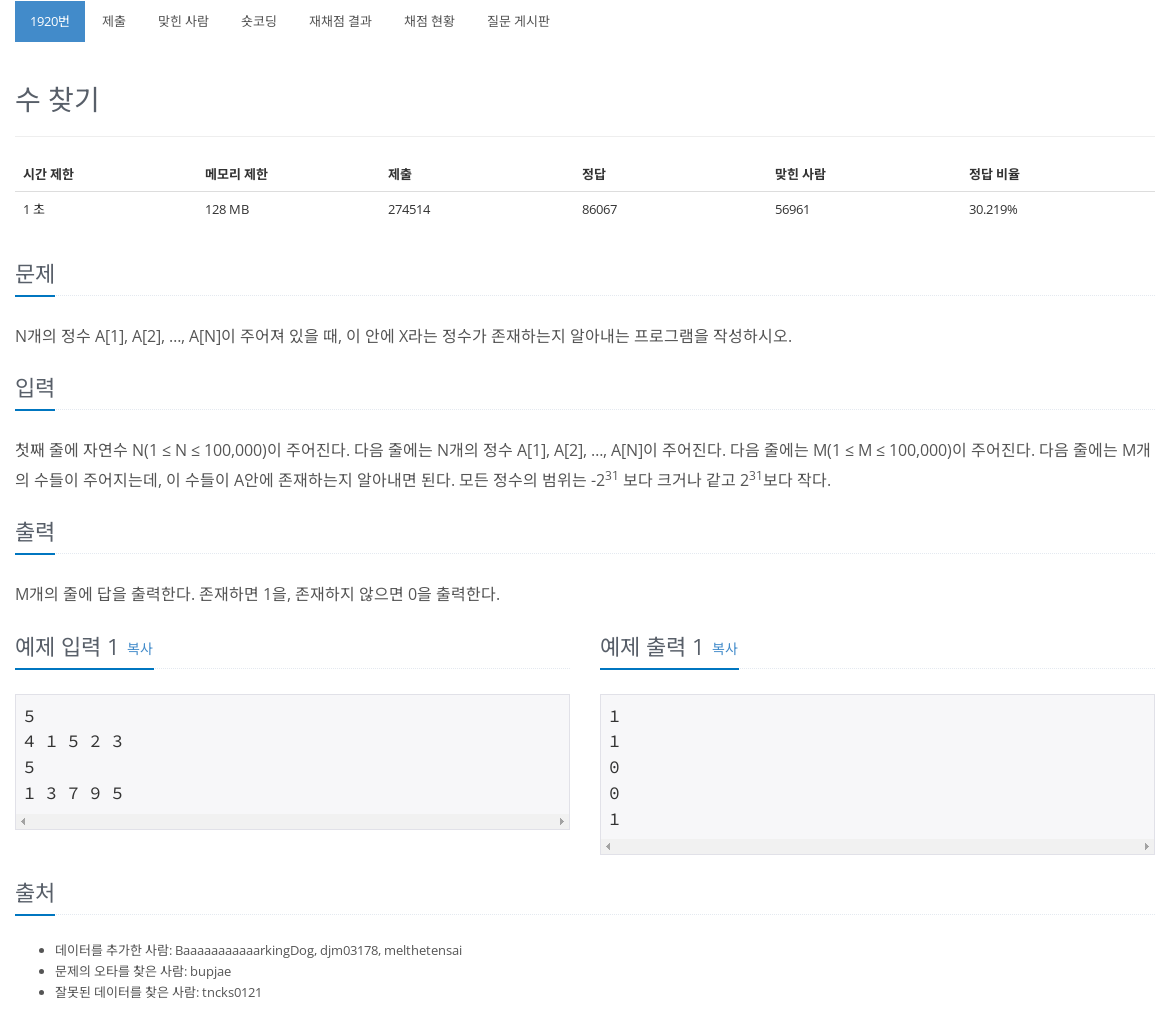 1920번 제출 맞힌 사람 숏코딩 재채점 결과 채점 현황 질문 게시판
수 찾기
시간 제한 메모리 제한 제출 정답 맞힌 사람 정답 비율
1 초 128 MB 274514 86067 56961 30.219%
문제
N개의 정수 A[1], A[2], …, A[N]이 주어져 있을 때, 이 안에 X라는 정수가 존재하는지 알아내는 프로그램을 작성하시오.
입력
첫째 줄에 자연수 N(1 ≤ N ≤ 100,000)이 주어진다. 다음 줄에는 N개의 정수 A[1], A[2], …, A[N]이 주어진다. 다음 줄에는 M(1 ≤ M ≤ 100,000)이 주어진다. 다음 줄에는 M개
의 수들이 주어지는데, 이 수들이 A안에 존재하는지 알아내면 된다. 모든 정수의 범위는 -2³¹ 보다 크거나 같고 2³¹보다 작다.
출력
M개의 줄에 답을 출력한다. 존재하면 1을, 존재하지 않으면 0을 출력한다.
예제 입력 1 복사
5
4 1 5 2 3
5
1 3 7 9 5
예제 출력 1 복사
1
1
0
0
1
출처
• 데이터를 추가한 사람: BaaaaaaaaaaarkingDog, djm03178, melthetensai
• 문제의 오타를 찾은 사람: bupjae
• 잘못된 데이터를 찾은 사람: tncks0121